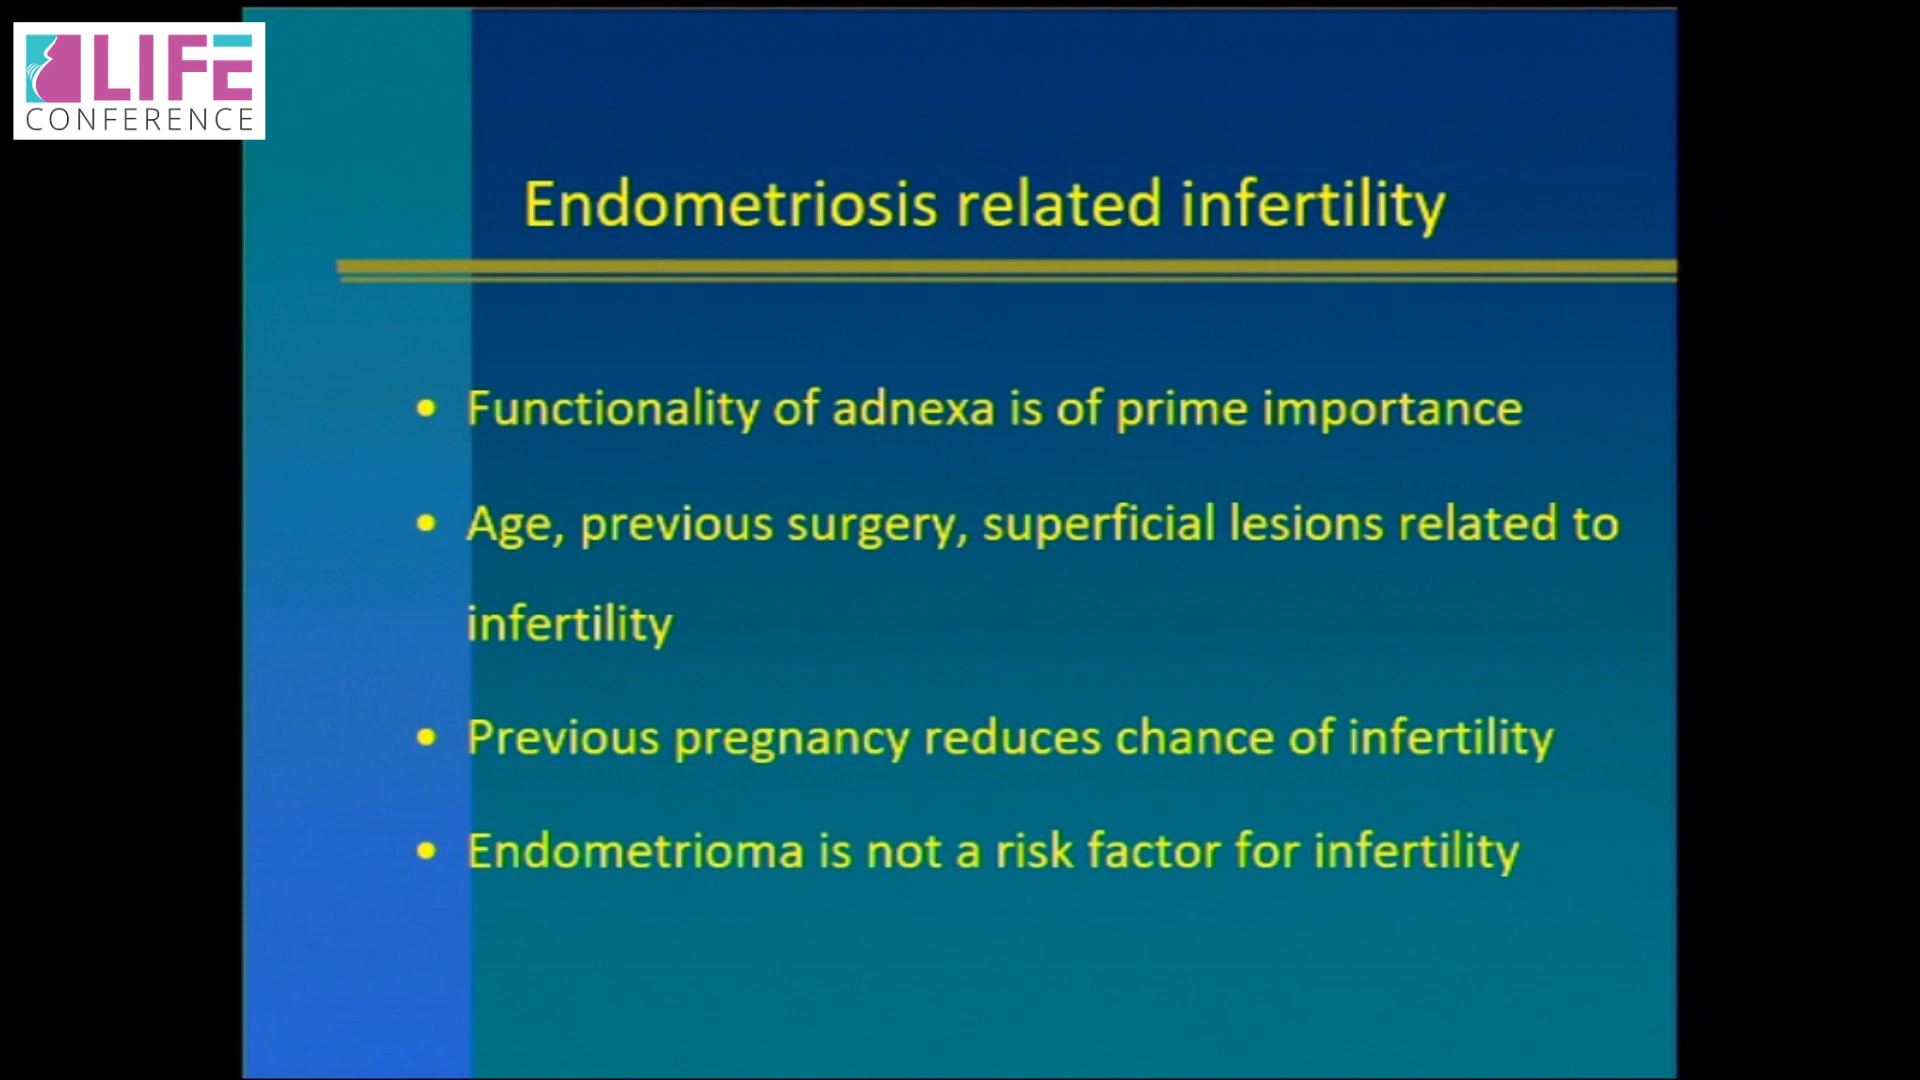 LIFE
CONFERENCE
Endometriosis related infertility
• Functionality of adnexa is of prime importance
• Age, previous surgery, superficial lesions related to
infertility
• Previous pregnancy reduces chance of infertility
• Endometrioma is not a risk factor for infertility